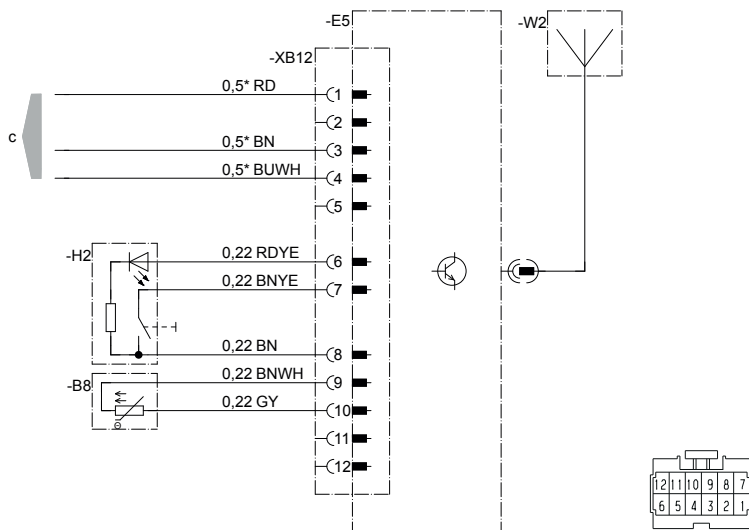 -E5
-W2
-XB12
0,5* RD
1
2
c
0,5* BN
3
0,5* BUWH
4
5
-H2
0,22 RDYE
6
0,22 BNYE
7
0,22 BN
8
0,22 BNWH
9
-B8
0,22 GY
10
11
12
12 11 10 9 8 7
6 5 4 3 2 1